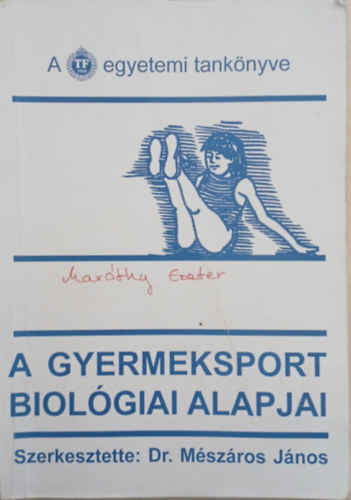 A TF egyetemi tankönyve
Maróthy Eszter
A GYERMEKSPORT
BIOLÓGIAI ALAPJAI
Szerkesztette: Dr. Mészáros János